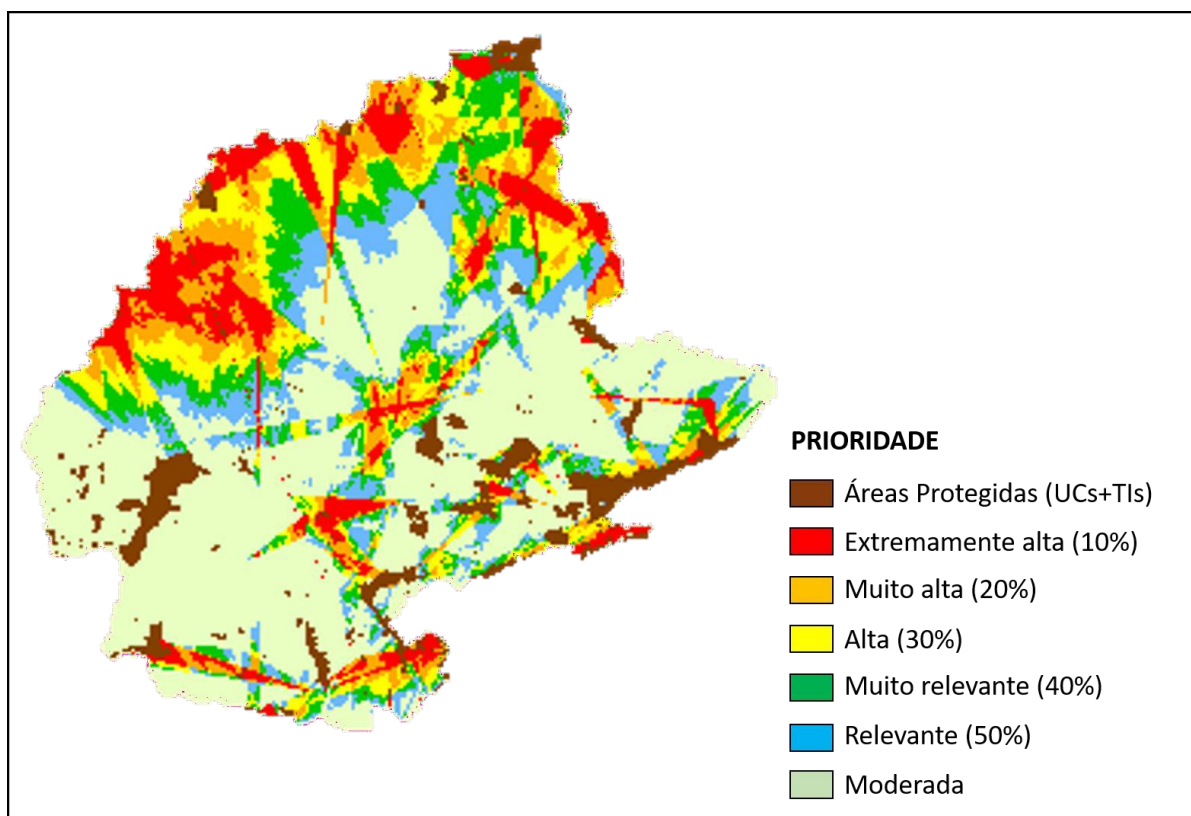 PRIORIDADE
Áreas Protegidas (UCs+TIs)
Extremamente alta (10%)
Muito alta (20%)
Alta (30%)
Muito relevante (40%)
Relevante (50%)
Moderada